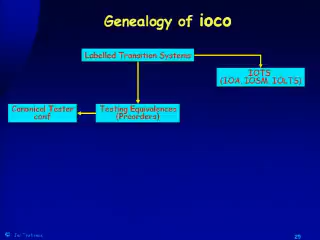 Genealogy of ioco
Labelled Transition Systems
IOTS
(IOA, IOSM, IOLTS)
Canonical Tester
conf
Testing Equivalences
(Preorders)
©
29